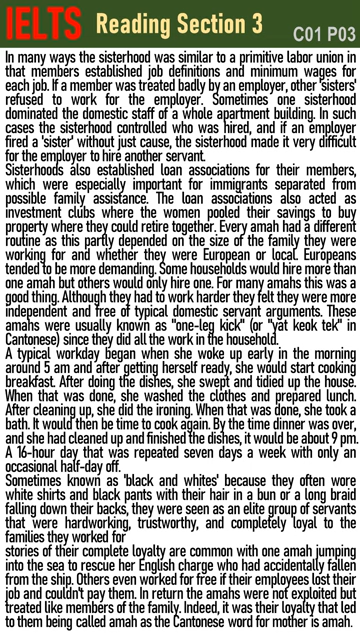 IELTS Reading Section 3 C01 P03
In many ways the sisterhood was similar to a primitive labor union in
that members established job definitions and minimum wages for
each job. If a member was treated badly by an employer, other 'sisters'
refused to work for the employer. Sometimes one sisterhood
dominated the domestic staff of a whole apartment building. In such
cases the sisterhood controlled who was hired, and if an employer
fired a 'sister' without just cause, the sisterhood made it very difficult
for the employer to hire another servant.
Sisterhoods also established loan associations for their members,
which were especially important for immigrants separated from
possible family assistance. The loan associations also acted as
investment clubs where the women pooled their savings to buy
property where they could retire together. Every amah had a different
routine as this partly depended on the size of the family they were
working for and whether they were European or local. Europeans
tended to be more demanding. Some households would hire more than
one amah but others would only hire one. For many amahs this was a
good thing. Although they had to work harder they felt they were more
independent and free of typical domestic servant arguments. These
amahs were usually known as "one-leg kick" (or "yat keok tek" in
Cantonese) since they did all the work in the household.
A typical workday began when she woke up early in the morning
around 5 am and after getting herself ready, she would start cooking
breakfast. After doing the dishes, she swept and tidied up the house.
When that was done, she washed the clothes and prepared lunch.
After cleaning up, she did the ironing. When that was done, she took a
bath. It would then be time to cook again. By the time dinner was over,
and she had cleaned up and finished the dishes, it would be about 9 pm.
A 16-hour day that was repeated seven days a week with only an
occasional half-day off.
Sometimes known as 'black and whites' because they often wore
white shirts and black pants with their hair in a bun or a long braid
falling down their backs, they were seen as an elite group of servants
that were hardworking, trustworthy, and completely loyal to the
families they worked for
stories of their complete loyalty are common with one amah jumping
into the sea to rescue her English charge who had accidentally fallen
from the ship. Others even worked for free if their employees lost their
job and couldn't pay them. In return the amahs were not exploited but
treated like members of the family. Indeed, it was their loyalty that led
to them being called amah as the Cantonese word for mother is amah.